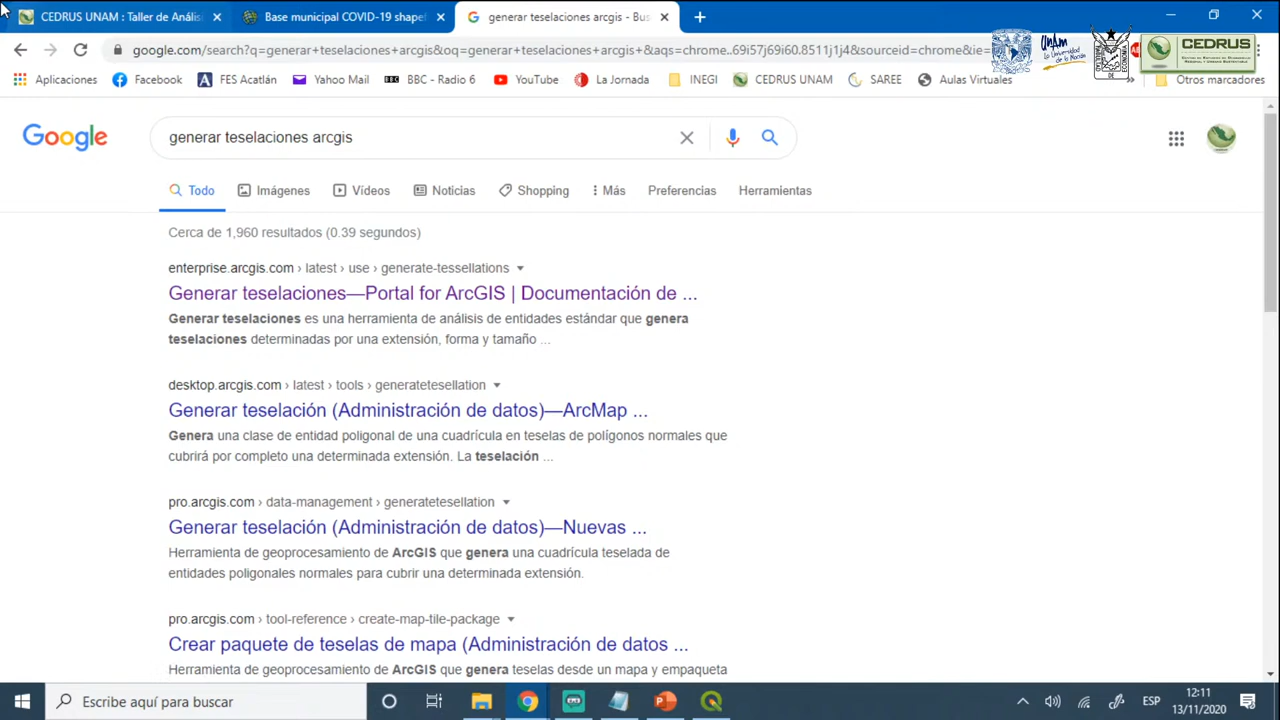 CEDRUS UNAM : Taller de Anális
Base municipal COVID-19 shapef
generar teselaciones arcgis - Bus
google.com/search?q=generar+teselaciones+arcgis&oq=generar+teselaciones+arcgis+&aqs=chrome..69i57j69i60.8511j1j4&sourceid=chrome&ie=
UNAM
La Universidad
de la Nación
CEDRUS
Aplicaciones
Facebook
FES Acatlán
Yahoo Mail
BBC - Radio 6
YouTube
La Jornada
INEGI
CEDRUS UNAM
SAREE
Aulas Virtuales
»
Otros marcadores
Google
generar teselaciones arcgis
Todo
Imágenes
Vídeos
Noticias
Shopping
Más
Preferencias
Herramientas
Cerca de 1,960 resultados (0.39 segundos)
enterprise.arcgis.com › latest › use › generate-tessellations
Generar teselaciones—Portal for ArcGIS | Documentación de ...
Generar teselaciones es una herramienta de análisis de entidades estándar que genera
teselaciones determinadas por una extensión, forma y tamaño ...
desktop.arcgis.com › latest › tools › generatetesellation
Generar teselación (Administración de datos)—ArcMap ...
Genera una clase de entidad poligonal de una cuadrícula en teselas de polígonos normales que
cubrirá por completo una determinada extensión. La teselación ...
pro.arcgis.com › data-management › generatetesellation
Generar teselación (Administración de datos)—Nuevas ...
Herramienta de geoprocesamiento de ArcGIS que genera una cuadrícula teselada de
entidades poligonales normales para cubrir una determinada extensión.
pro.arcgis.com › tool-reference › create-map-tile-package
Crear paquete de teselas de mapa (Administración de datos ...
Herramienta de geoprocesamiento de ArcGIS que genera teselas desde un mapa y empaqueta
Escribe aquí para buscar
ESP
12:11
13/11/2020